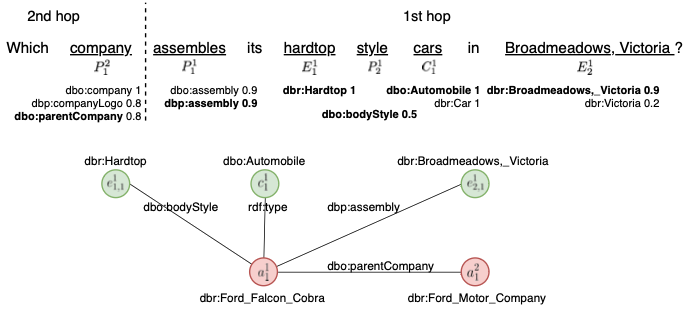 2nd hop 1st hop
Which company assembles its hardtop style cars in Broadmeadows, Victoria ?
P₁² P₁¹ E₁¹ P₂¹ C₁¹ E₂¹
dbo:company 1 dbo:assembly 0.9 dbr:Hardtop 1 dbo:Automobile 1 dbr:Broadmeadows,_Victoria 0.9
dbp:companyLogo 0.8 dbp:assembly 0.9 dbr:Car 1 dbr:Victoria 0.2
dbo:parentCompany 0.8 dbo:bodyStyle 0.5
dbr:Hardtop dbo:Automobile dbr:Broadmeadows,_Victoria
e¹₁,₁ c₁¹ e¹₂,₁
dbo:bodyStyle rdf:type dbp:assembly
a₁¹ dbo:parentCompany a₁²
dbr:Ford_Falcon_Cobra dbr:Ford_Motor_Company